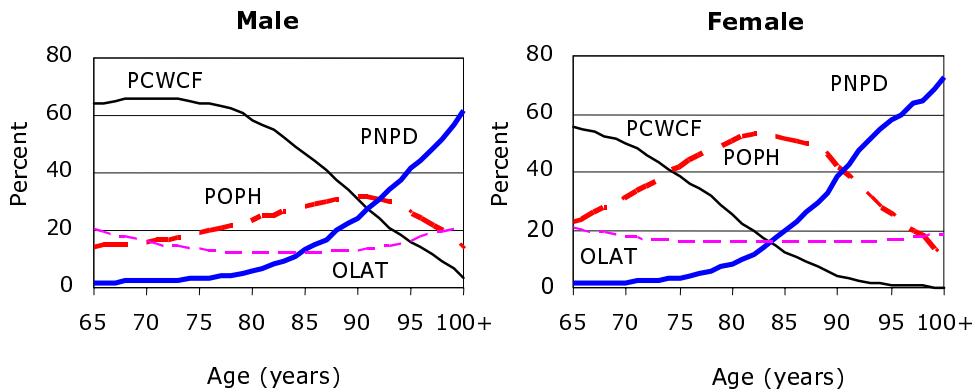 Male
80
60
40
20
0
Percent
PCWCF
PNPD
POPH
OLAT
65 70 75 80 85 90 95 100+
Age (years)
Female
80
60
40
20
0
Percent
PNPD
PCWCF
POPH
OLAT
65 70 75 80 85 90 95 100+
Age (years)